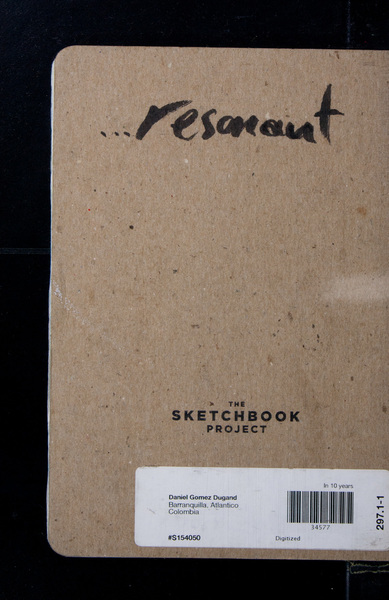 ...resonant
THE
SKETCHBOOK
PROJECT
In 10 years
Daniel Gomez Dugand
Barranquilla, Atlantico
Colombia
34577
#S154050
Digitized
297.1-1